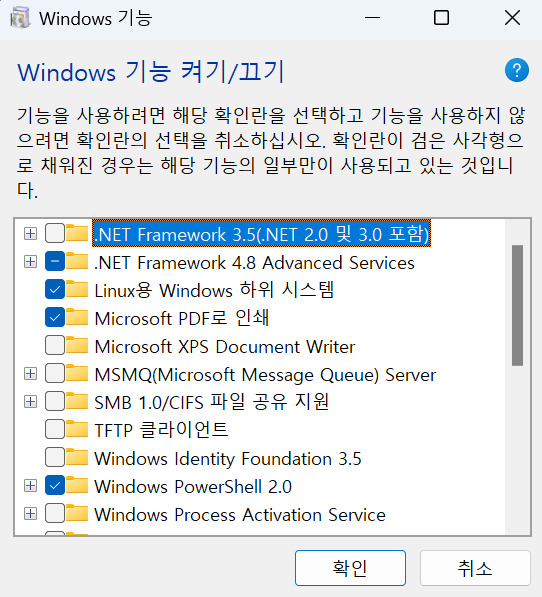 Windows 기능
Windows 기능 켜기/끄기
?
기능을 사용하려면 해당 확인란을 선택하고 기능을 사용하지 않
으려면 확인란의 선택을 취소하십시오. 확인란이 검은 사각형으
로 채워진 경우는 해당 기능의 일부만이 사용되고 있는 것입니
다.
.NET Framework 3.5(.NET 2.0 및 3.0 포함)
.NET Framework 4.8 Advanced Services
Linux용 Windows 하위 시스템
Microsoft PDF로 인쇄
Microsoft XPS Document Writer
MSMQ(Microsoft Message Queue) Server
SMB 1.0/CIFS 파일 공유 지원
TFTP 클라이언트
Windows Identity Foundation 3.5
Windows PowerShell 2.0
Windows Process Activation Service
확인
취소